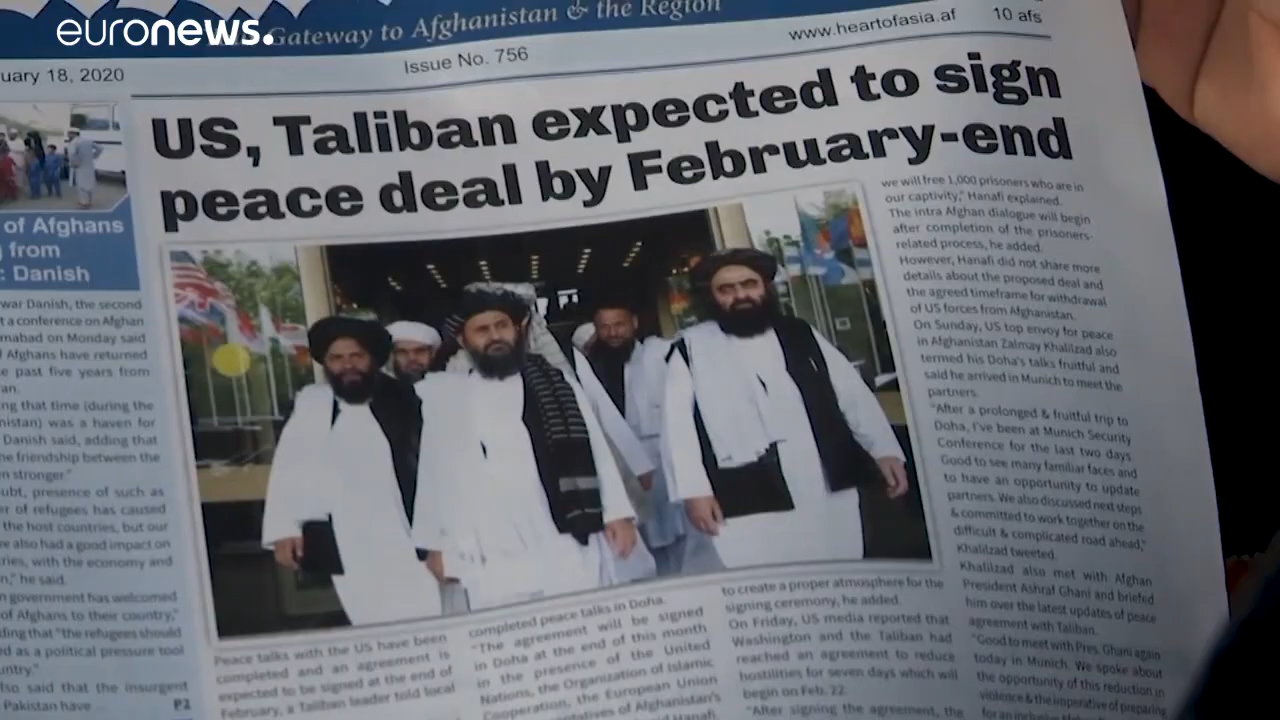 euronews.
Gateway to Afghanistan & the Region
uary 18, 2020
Issue No. 756
www.heartofasia.af
10 afs
US, Taliban expected to sign
peace deal by February-end
of Afghans
from
: Danish
war Danish, the second
t a conference on Afghan
mabad on Monday said
Afghans have returned
e past five years from
an.
ng that time (during the
nistan) was a haven for
Danish said, adding that
he friendship between the
n stronger."
ubt, presence of such as
er of refugees has caused
the host countries, but our
ve also had a good impact on
ries, with the economy and
n," he said.
n government has welcomed
of Afghans to their country,"
ding that "the refugees should
d as a political pressure tool
untry."
lso said that the insurgent
Pakistan have
P2
Peace talks with the US have been
completed and an agreement is
expected to be signed at the end of
February, a Taliban leader told local
completed peace talks in Doha.
"The agreement will be signed
in Doha at the end of this month
in the presence of the United
Nations, the Organization of Islamic
Cooperation, the European Union
tatives of Afghanistan's
Hanafi.
to create a proper atmosphere for the
signing ceremony, he added.
On Friday, US media reported that
Washington and the Taliban had
reached an agreement to reduce
hostilities for seven days which will
begin on Feb. 22.
"After signing the agreement, the
we will free 1,000 prisoners who are in
our captivity," Hanafi explained.
The intra Afghan dialogue will begin
after completion of the prisoners-
related process, he added.
However, Hanafi did not share more
details about the proposed deal and
the agreed timeframe for withdrawal
of US forces from Afghanistan.
On Sunday, US top envoy for peace
in Afghanistan Zalmay Khalilzad also
termed his Doha's talks fruitful and
said he arrived in Munich to meet the
partners.
"After a prolonged & fruitful trip to
Doha, I've been at Munich Security
Conference for the last two days.
Good to see many familiar faces and
to have an opportunity to update
partners. We also discussed next steps
& committed to work together on the
difficult & complicated road ahead,"
Khalilzad tweeted.
Khalilzad also met with Afghan
President Ashraf Ghani and briefed
him over the latest updates of peace
agreement with Taliban.
"Good to meet with Pres. Ghani again
today in Munich. We spoke about
the opportunity of this reduction in
violence & the imperative of preparing
for an